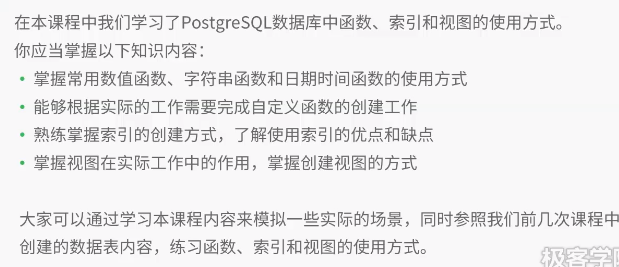 在本课程中我们学习了PostgreSQL数据库中函数、索引和视图的使用方式。
你应当掌握以下知识内容：
• 掌握常用数值函数、字符串函数和日期时间函数的使用方式
• 能够根据实际的工作需要完成自定义函数的创建工作
• 熟练掌握索引的创建方式，了解使用索引的优点和缺点
• 掌握视图在实际工作中的作用，掌握创建视图的方式
大家可以通过学习本课程内容来模拟一些实际的场景，同时参照我们前几次课程中
创建的数据表内容，练习函数、索引和视图的使用方式。
极客学